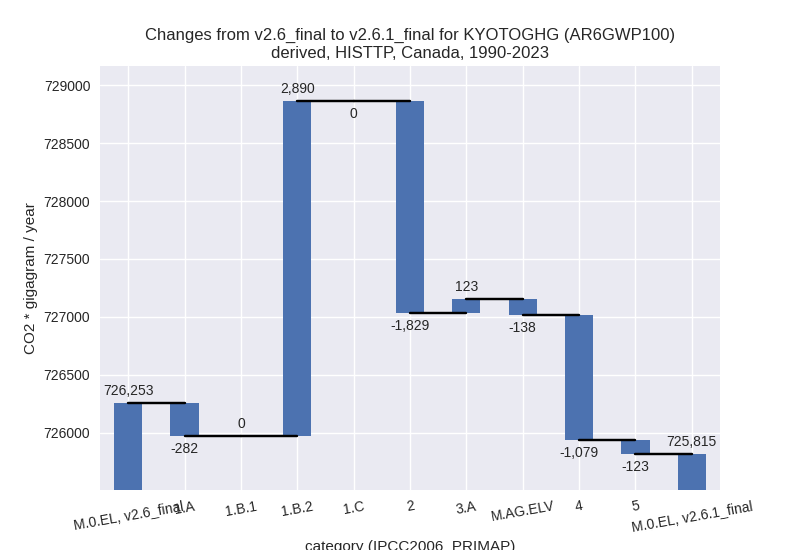 Changes from v2.6_final to v2.6.1_final for KYOTOGHG (AR6GWP100)
derived, HISTTP, Canada, 1990-2023
CO2 * gigagram / year
729000
728500
728000
727500
727000
726500
726000
726,253
-282
0
2,890
0
-1,829
123
-138
-1,079
-123
725,815
M.0.EL, v2.6_final
1.A
1.B.1
1.B.2
1.C
2
3.A
M.AG.ELV
4
5
M.0.EL, v2.6.1_final
category (IPCC2006_PRIMAP)